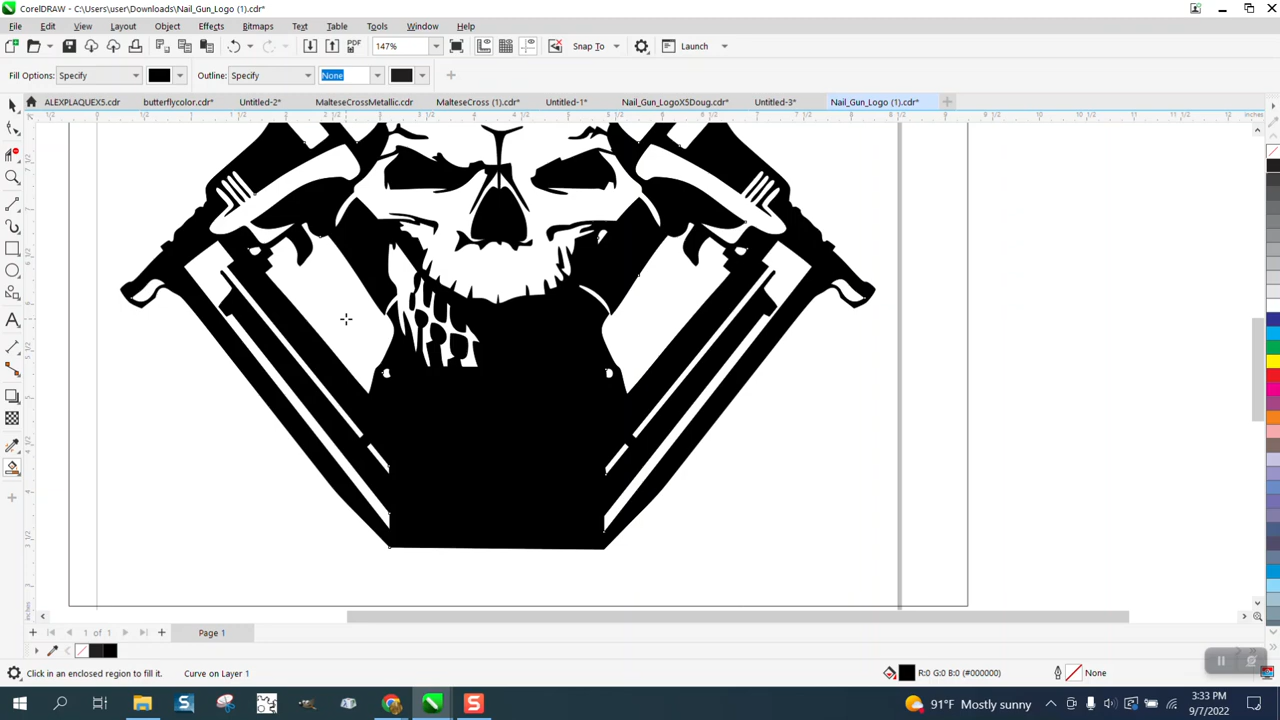 CorelDRAW - C:\Users\user\Downloads\Nail_Gun_Logo (1).cdr*
File Edit View Layout Object Effects Bitmaps Text Table Tools Window Help
PDF 147% Snap To Launch
Fill Options: Specify Outline: Specify None
ALEXPLAQUEX5.cdr butterflycolor.cdr* Untitled-2* MalteseCrossMetallic.cdr MalteseCross (1).cdr* Untitled-1* Nail_Gun_LogoX5Doug.cdr* Untitled-3* Nail_Gun_Logo (1).cdr*
inches
inches
1 of 1 Page 1
Click in an enclosed region to fill it. Curve on Layer 1 R:0 G:0 B:0 (#000000) None
91°F Mostly sunny 3:33 PM
9/7/2022